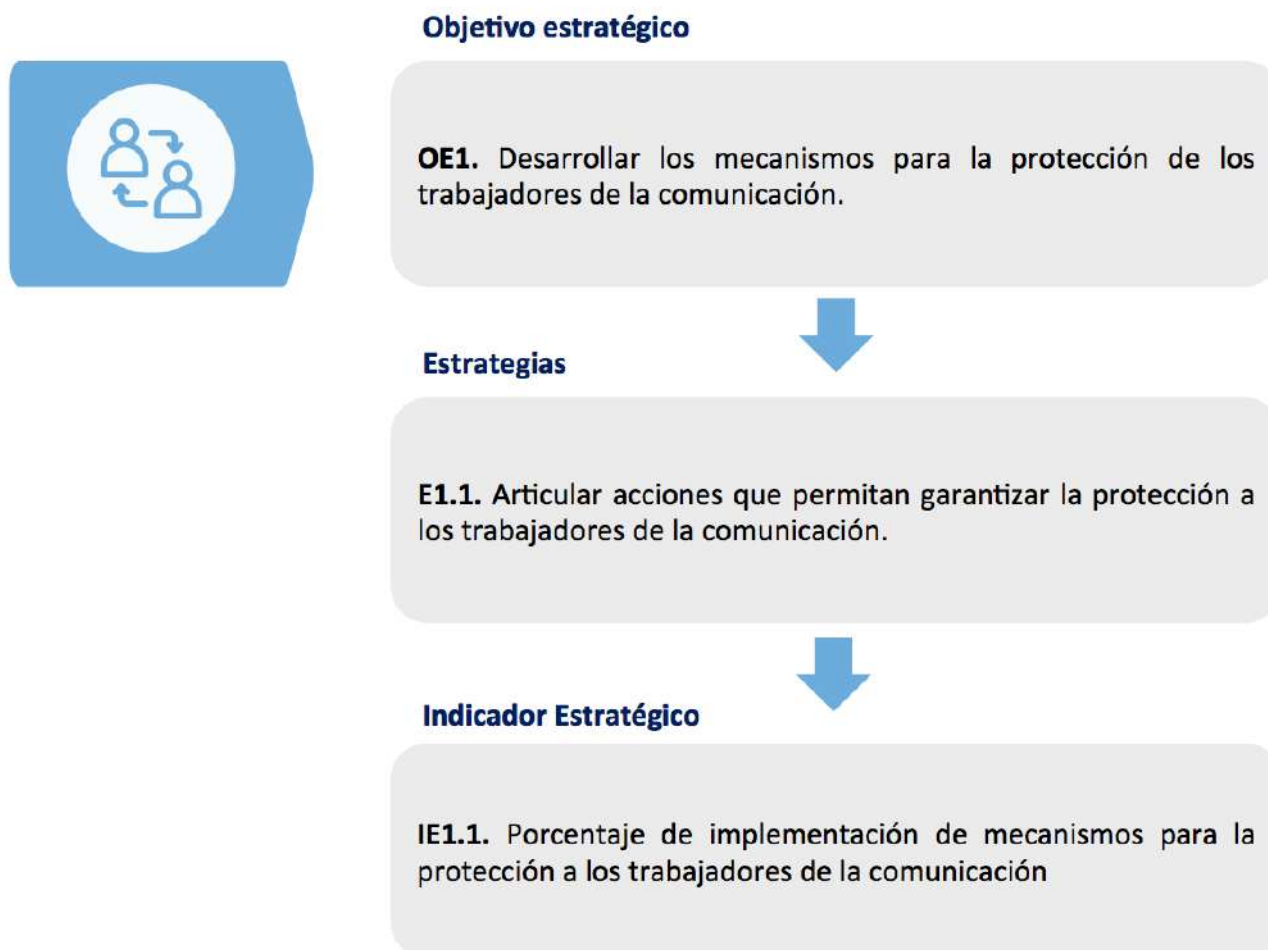 Objetivo estratégico
OE1. Desarrollar los mecanismos para la protección de los
trabajadores de la comunicación.
Estrategias
E1.1. Articular acciones que permitan garantizar la protección a
los trabajadores de la comunicación.
Indicador Estratégico
IE1.1. Porcentaje de implementación de mecanismos para la
protección a los trabajadores de la comunicación